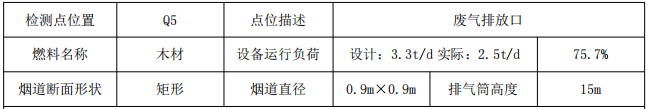 检测点位置 Q5 点位描述 废气排放口
燃料名称 木材 设备运行负荷 设计：3.3t/d 实际：2.5t/d 75.7%
烟道断面形状 矩形 烟道直径 0.9m×0.9m 排气筒高度 15m